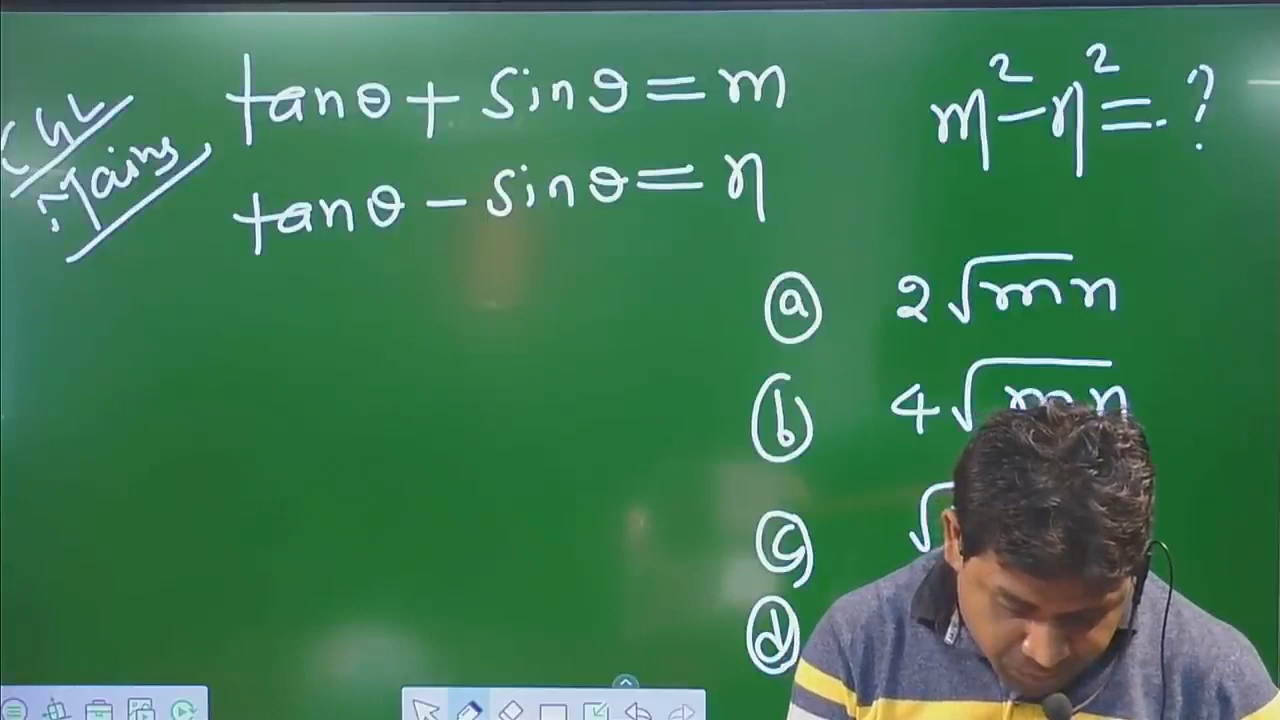 CGL
Mains
tanθ + sinθ = m
tanθ - sinθ = n
m² - n² = ?
ⓐ 2√mn
ⓑ 4√mn
ⓒ √
ⓓ